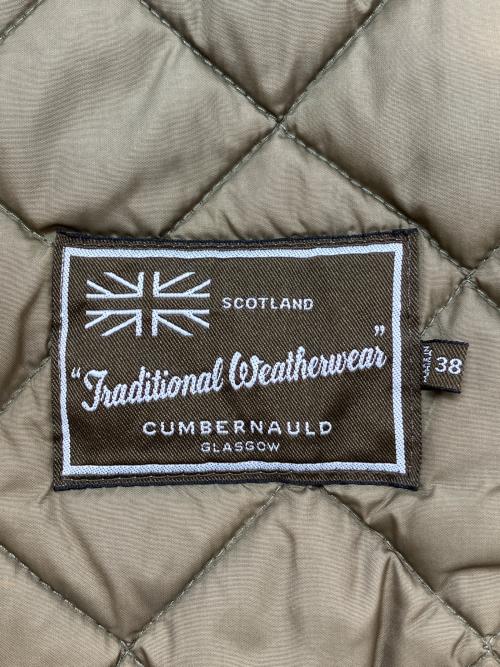 SCOTLAND
"Traditional Weatherwear"
CUMBERNAULD
GLASGOW
38